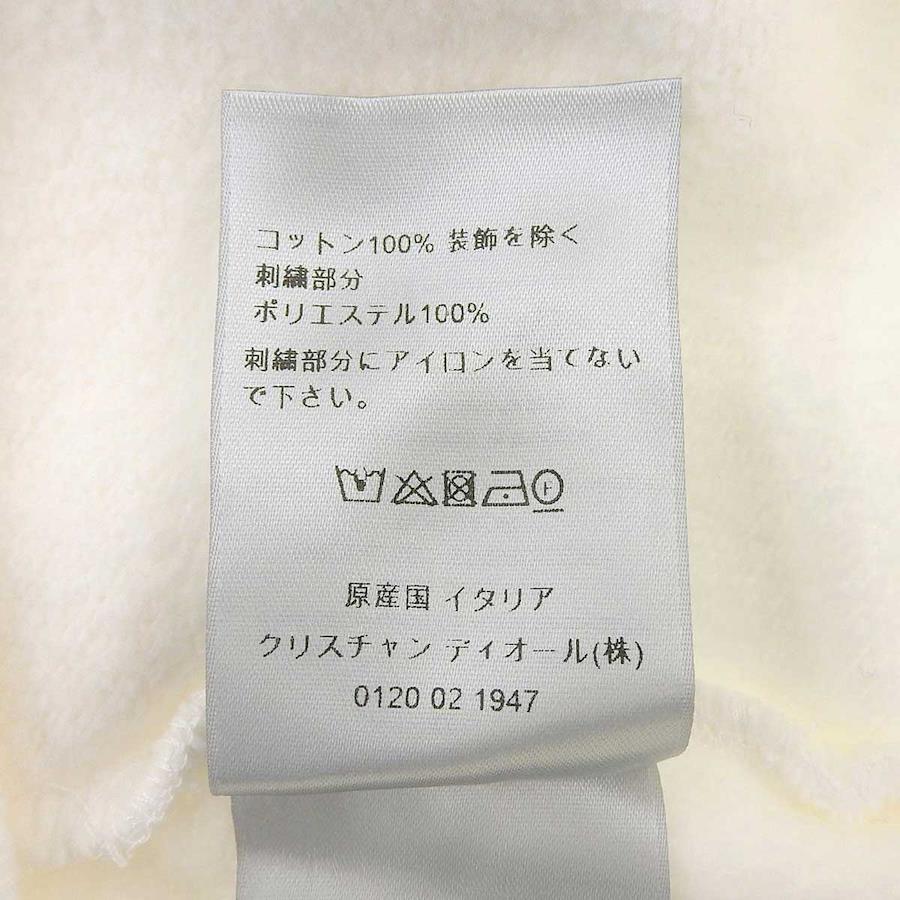 コットン100% 装飾を除く
刺繍部分
ポリエステル100%
刺繍部分にアイロンを当てない
で下さい。
F
原産国 イタリア
クリスチャン ディオール(株)
0120 02 1947